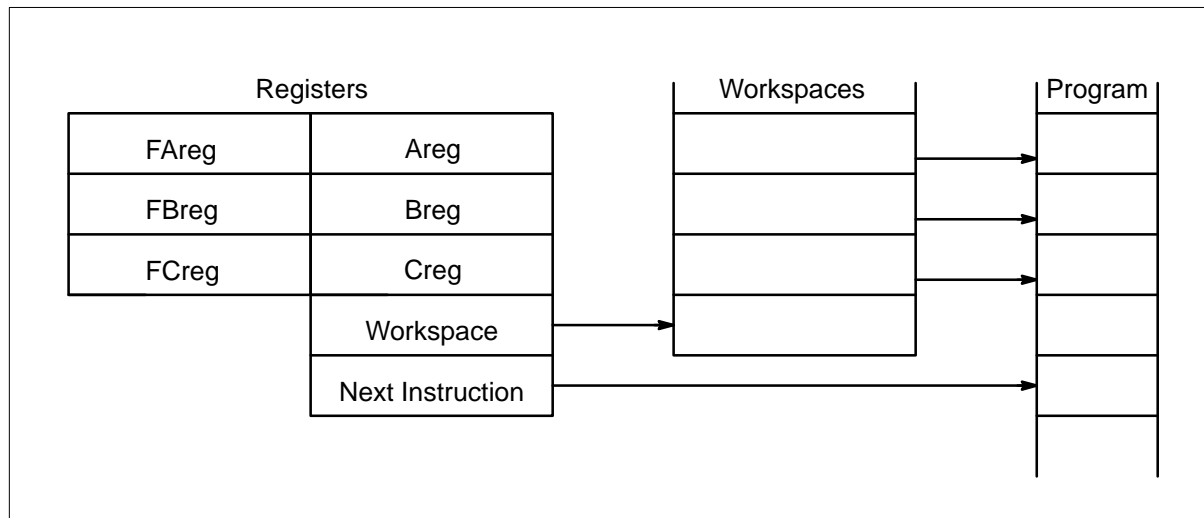 Registers
Workspaces
Program
FAreg
Areg
FBreg
Breg
FCreg
Creg
Workspace
Next Instruction